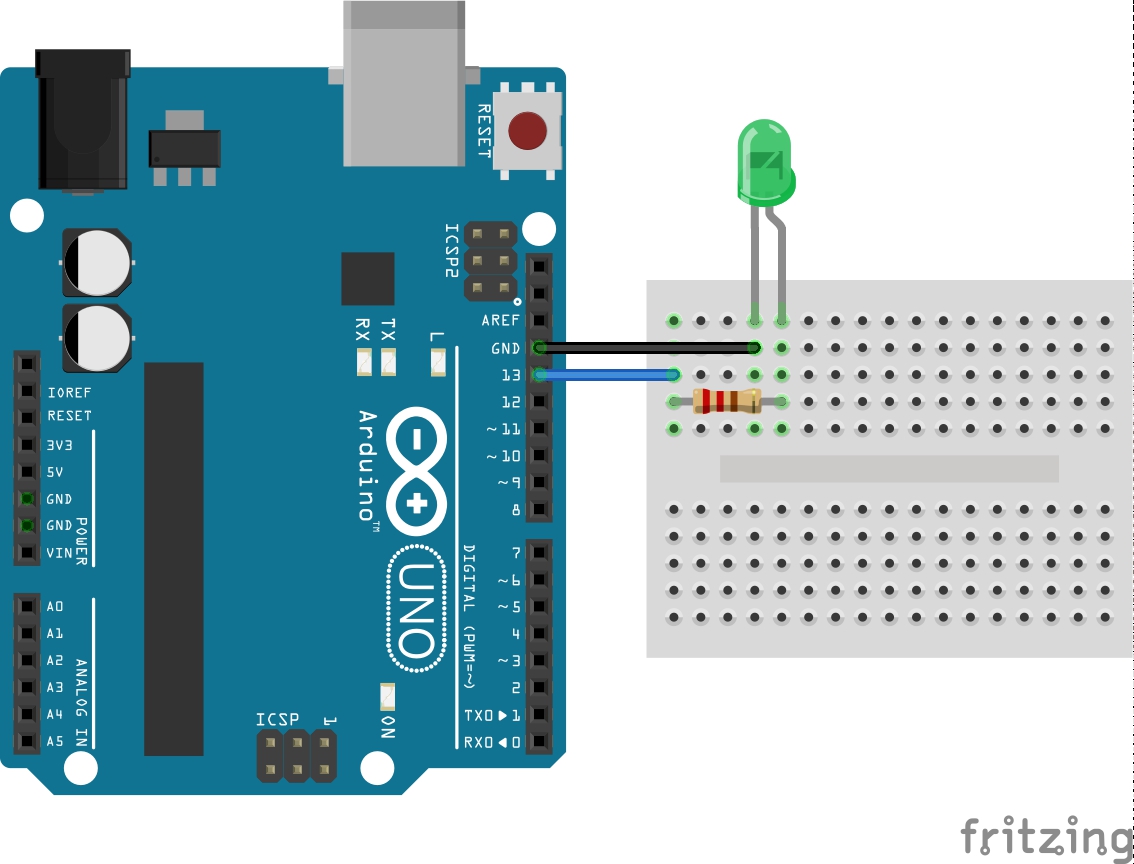 RESET
ICSP2
AREF
GND
13
12
~11
~10
~9
8
RX
TX
L
IOREF
RESET
3V3
5V
GND
GND
VIN
POWER
Arduino™
UNO
7
~6
~5
4
~3
2
TX0▶1
RX0◀0
DIGITAL (PWM=~)
A0
A1
A2
A3
A4
A5
ANALOG IN
ICSP
1
ON
fritzing